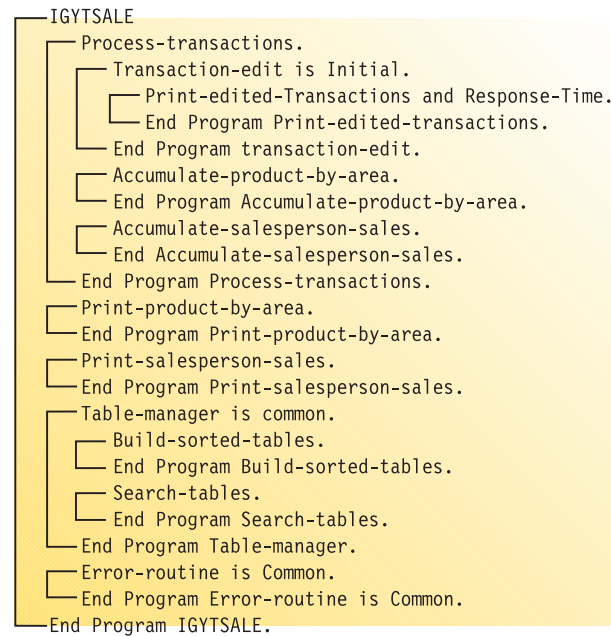 IGYTSALE
Process-transactions.
Transaction-edit is Initial.
Print-edited-Transactions and Response-Time.
End Program Print-edited-transactions.
End Program transaction-edit.
Accumulate-product-by-area.
End Program Accumulate-product-by-area.
Accumulate-salesperson-sales.
End Accumulate-salesperson-sales.
End Program Process-transactions.
Print-product-by-area.
End Program Print-product-by-area.
Print-salesperson-sales.
End Program Print-salesperson-sales.
Table-manager is common.
Build-sorted-tables.
End Program Build-sorted-tables.
Search-tables.
End Program Search-tables.
End Program Table-manager.
Error-routine is Common.
End Program Error-routine is Common.
End Program IGYTSALE.